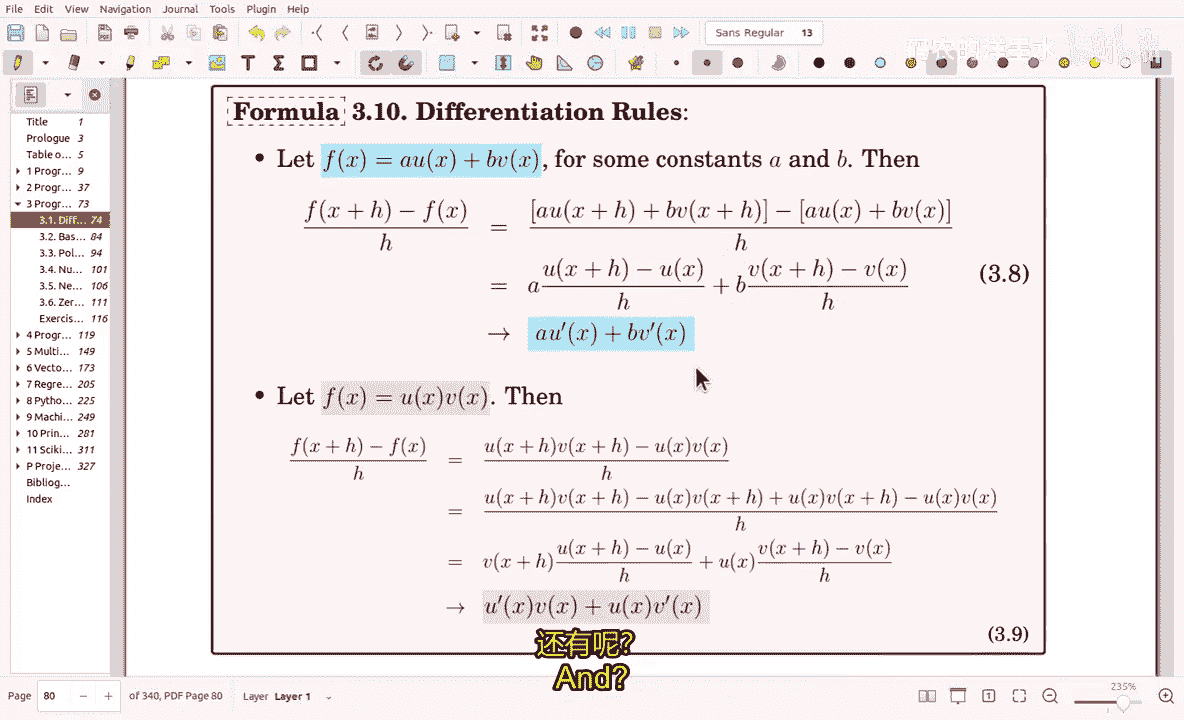 File Edit View Navigation Journal Tools Plugin Help
Sans Regular 13
Title 1
Prologue 3
Table o... 5
1 Progr... 9
2 Progr... 37
3 Progr... 73
3.1. Diff... 74
3.2. Bas... 84
3.3. Pol... 94
3.4. Nu... 101
3.5. Ne... 106
3.6. Zer... 111
Exercis... 116
4 Progr... 119
5 Multi... 149
6 Vecto... 173
7 Regre... 205
8 Pytho... 225
9 Machi... 249
10 Prin... 281
11 Sciki... 311
P Proje... 327
Bibliog...
Index
Formula 3.10. Differentiation Rules:
• Let f(x) = au(x) + bv(x), for some constants a and b. Then
f(x + h) − f(x) / h = [au(x + h) + bv(x + h)] − [au(x) + bv(x)] / h
= a u(x + h) − u(x) / h + b v(x + h) − v(x) / h (3.8)
→ au′(x) + bv′(x)
• Let f(x) = u(x)v(x). Then
f(x + h) − f(x) / h = u(x + h)v(x + h) − u(x)v(x) / h
= u(x + h)v(x + h) − u(x)v(x + h) + u(x)v(x + h) − u(x)v(x) / h
= v(x + h) u(x + h) − u(x) / h + u(x) v(x + h) − v(x) / h
→ u′(x)v(x) + u(x)v′(x)
(3.9)
还有呢?
And?
Page 80 of 340, PDF Page 80 Layer Layer 1 235%